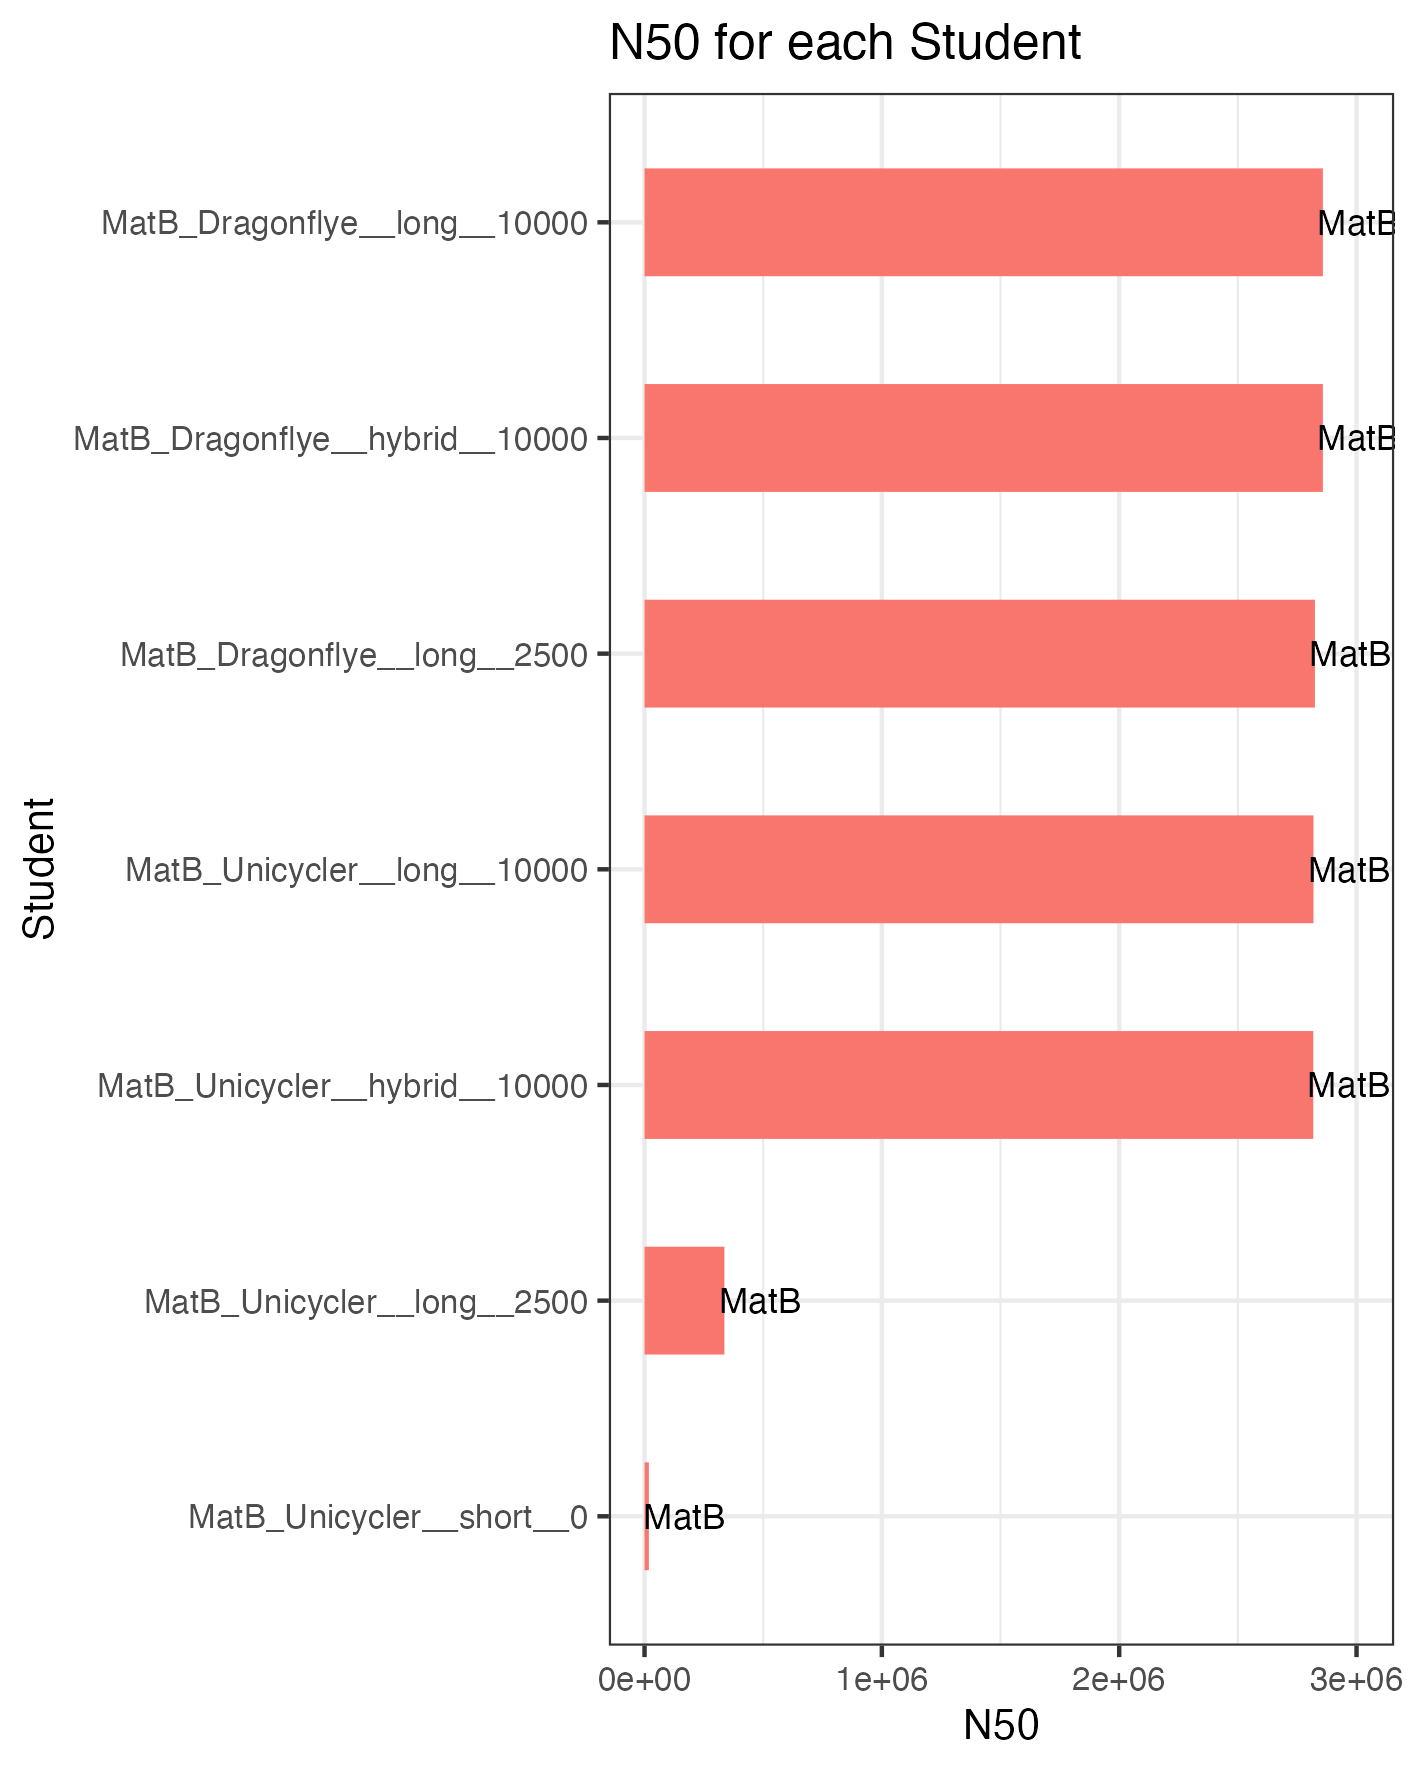 N50 for each Student
MatB_Dragonflye__long__10000
MatB
MatB_Dragonflye__hybrid__10000
MatB
MatB_Dragonflye__long__2500
MatB
MatB_Unicycler__long__10000
MatB
MatB_Unicycler__hybrid__10000
MatB
MatB_Unicycler__long__2500
MatB
MatB_Unicycler__short__0
MatB
Student
0e+00 1e+06 2e+06 3e+06
N50